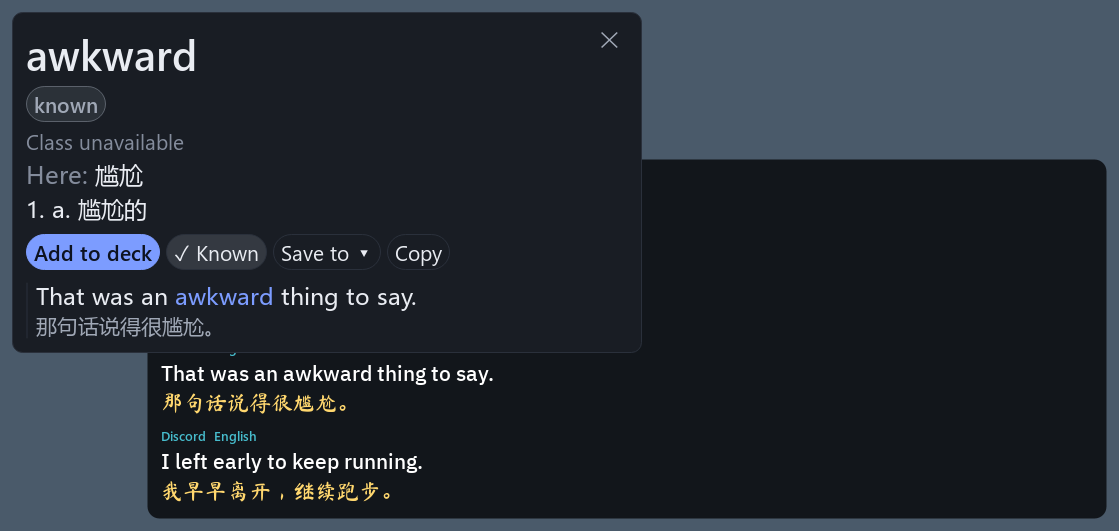 awkward
known
Class unavailable
Here: 尴尬
1. a. 尴尬的
Add to deck ✓ Known Save to ▼ Copy
That was an awkward thing to say.
那句话说得很尴尬。
That was an awkward thing to say.
那句话说得很尴尬。
Discord English
I left early to keep running.
我早早离开，继续跑步。